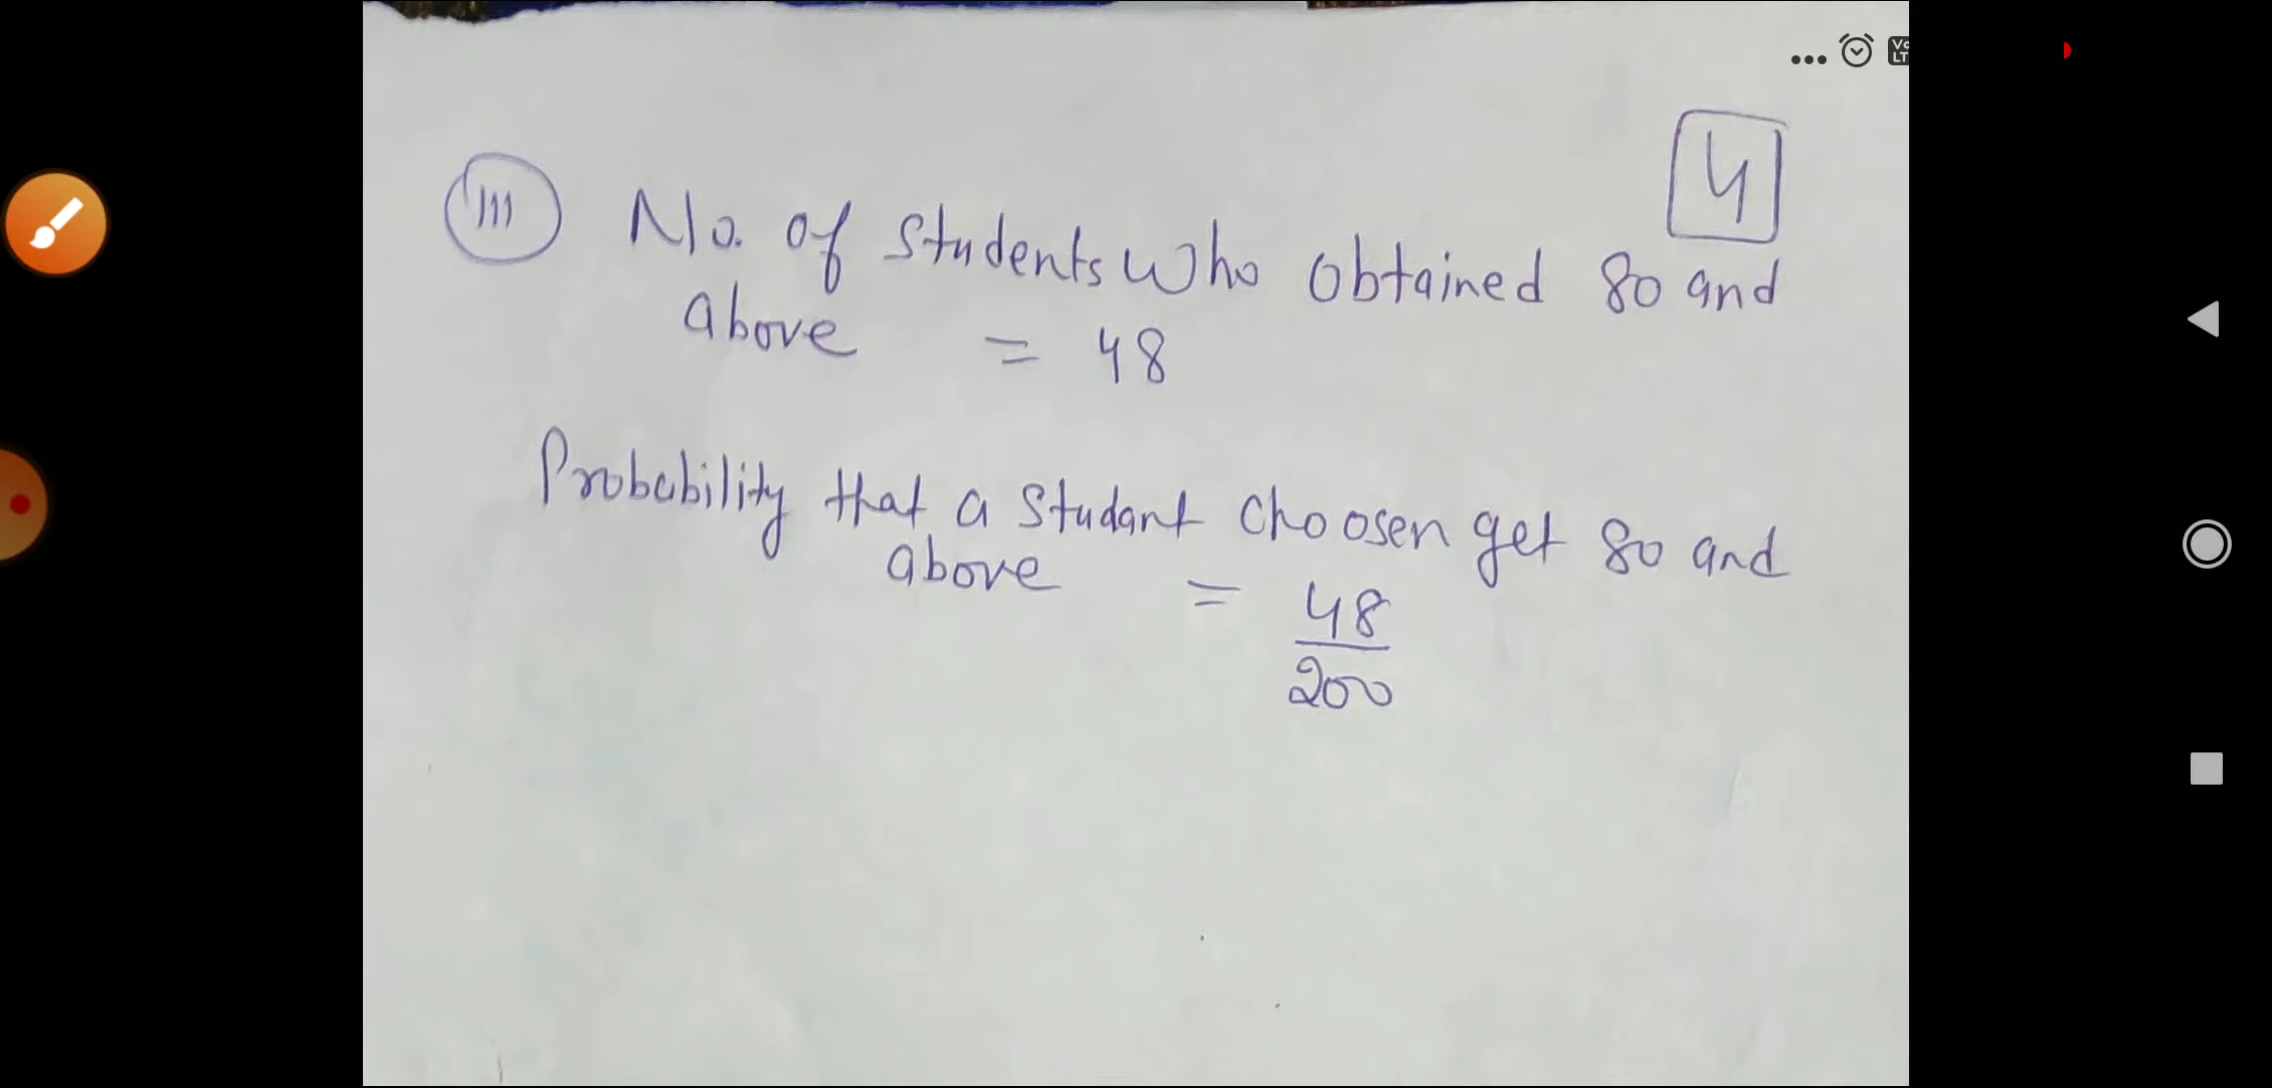 4
III No. of students who obtained 80 and
above = 48
Probability that a studant choosen get 80 and
above = 48
200